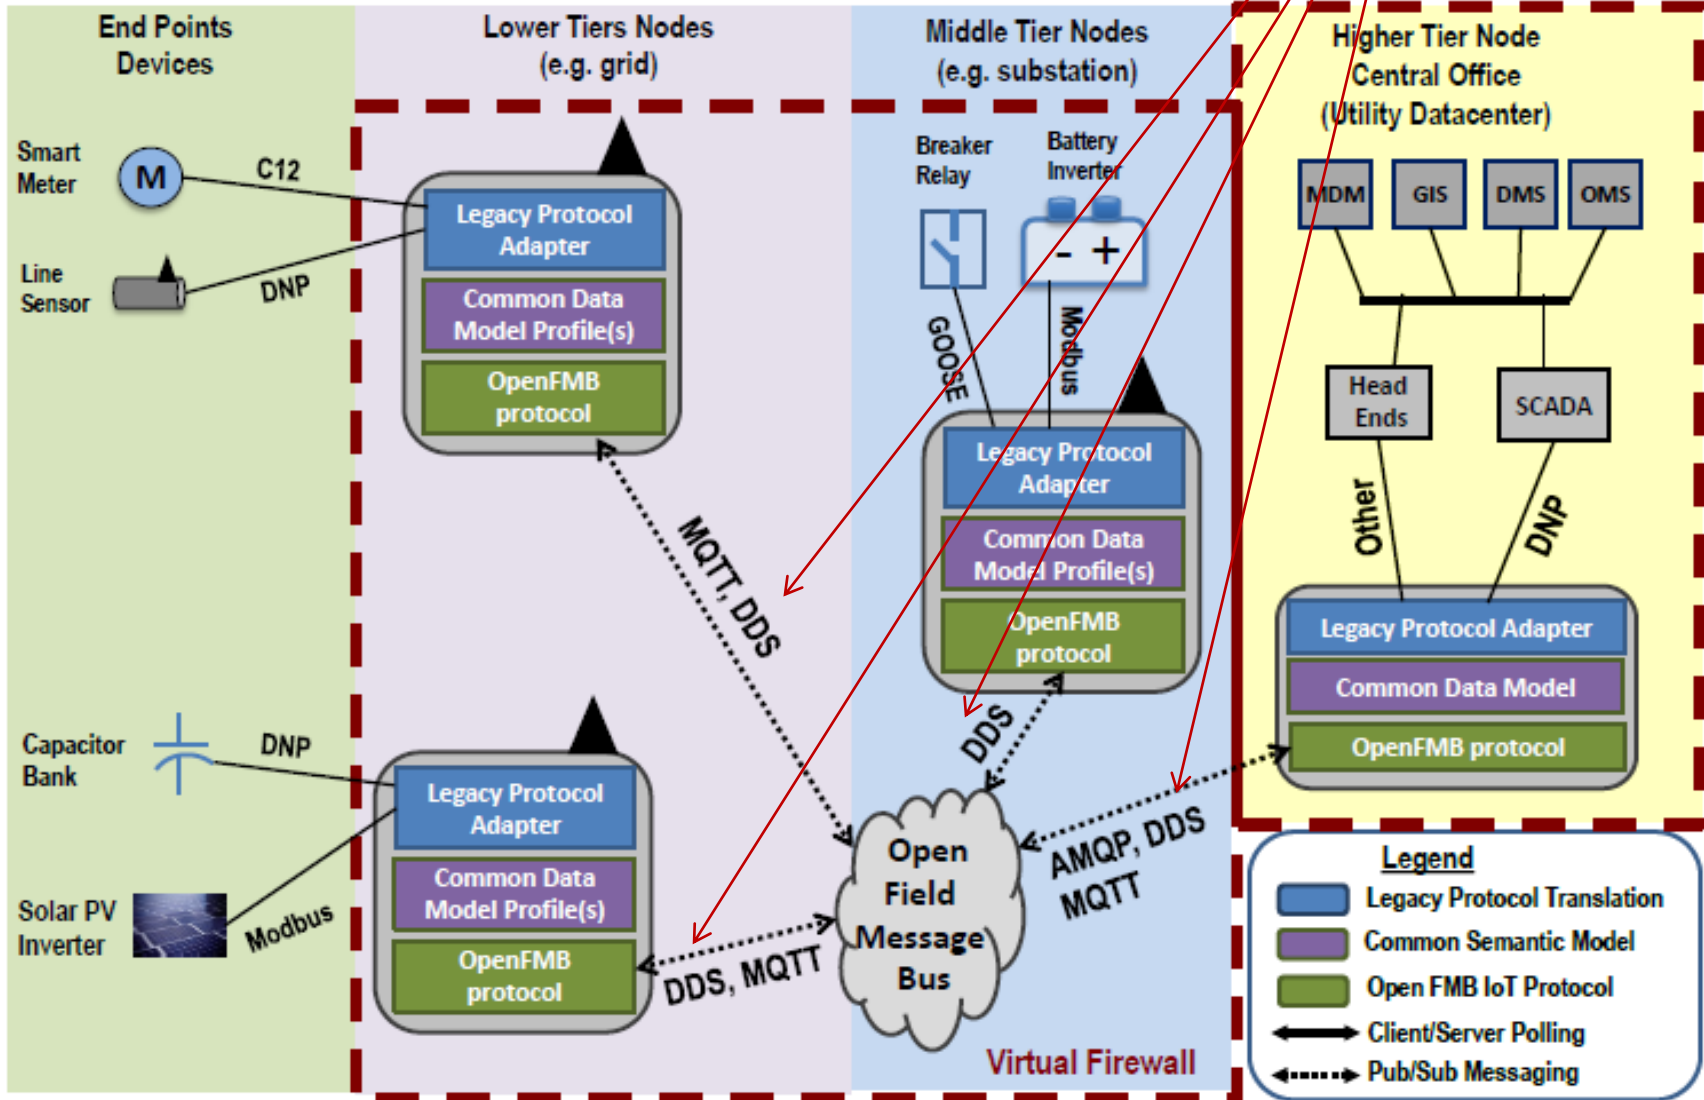 End Points
Devices
Lower Tiers Nodes
(e.g. grid)
Middle Tier Nodes
(e.g. substation)
Higher Tier Node
Central Office
(Utility Datacenter)
Smart
Meter
M
C12
Line
Sensor
DNP
Legacy Protocol
Adapter
Common Data
Model Profile(s)
OpenFMB
protocol
Breaker
Relay
Battery
Inverter
- +
GOOSE
Modbus
Legacy Protocol
Adapter
Common Data
Model Profile(s)
OpenFMB
protocol
MDM
GIS
DMS
OMS
Head
Ends
SCADA
Other
DNP
Legacy Protocol Adapter
Common Data Model
OpenFMB protocol
MQTT, DDS
DDS
Capacitor
Bank
DNP
Solar PV
Inverter
Modbus
Legacy Protocol
Adapter
Common Data
Model Profile(s)
OpenFMB
protocol
DDS, MQTT
Open
Field
Message
Bus
AMQP, DDS
MQTT
Virtual Firewall
Legend
Legacy Protocol Translation
Common Semantic Model
Open FMB IoT Protocol
Client/Server Polling
Pub/Sub Messaging